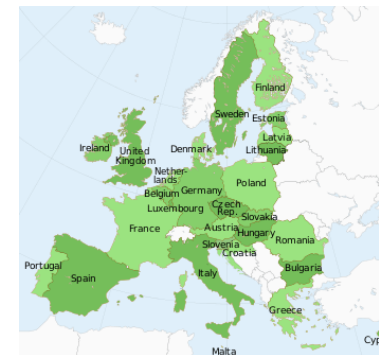 Finland
Sweden
Estonia
Latvia
Lithuania
Denmark
Ireland
United
Kingdom
Nether-
lands
Poland
Germany
Belgium
Luxembourg
Czech
Rep.
Slovakia
Austria
Hungary
France
Slovenia
Romania
Croatia
Portugal
Spain
Italy
Bulgaria
Greece
Malta
Cyp